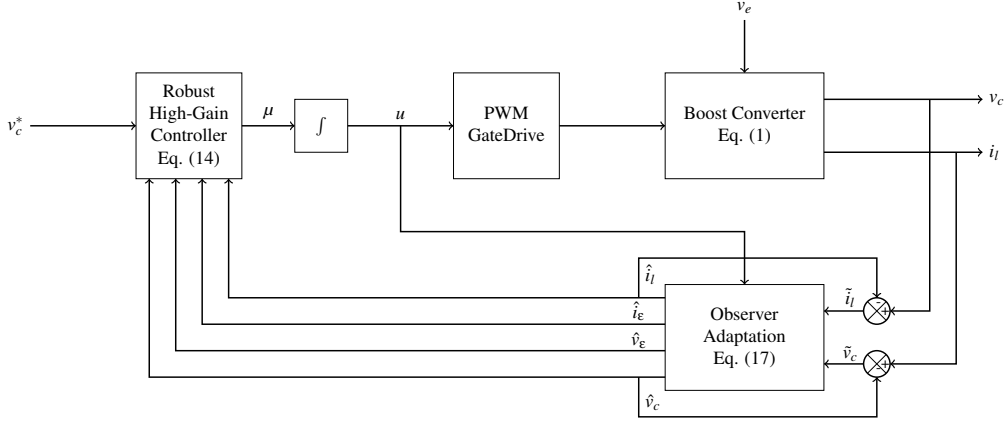 v_e
v_c^*
Robust
High-Gain
Controller
Eq. (14)
μ
∫
u
PWM
GateDrive
Boost Converter
Eq. (1)
v_c
i_l
î_l
î_ε
v̂_ε
v̂_c
Observer
Adaptation
Eq. (17)
ĩ_l
ṽ_c
-
+
+
-